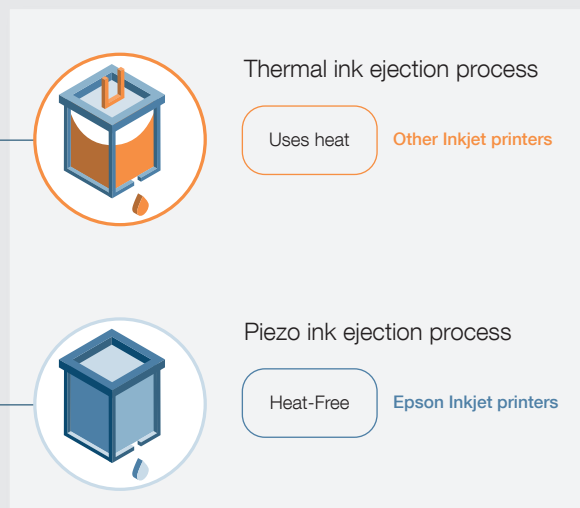 Thermal ink ejection process
Uses heat
Other Inkjet printers
Piezo ink ejection process
Heat-Free
Epson Inkjet printers